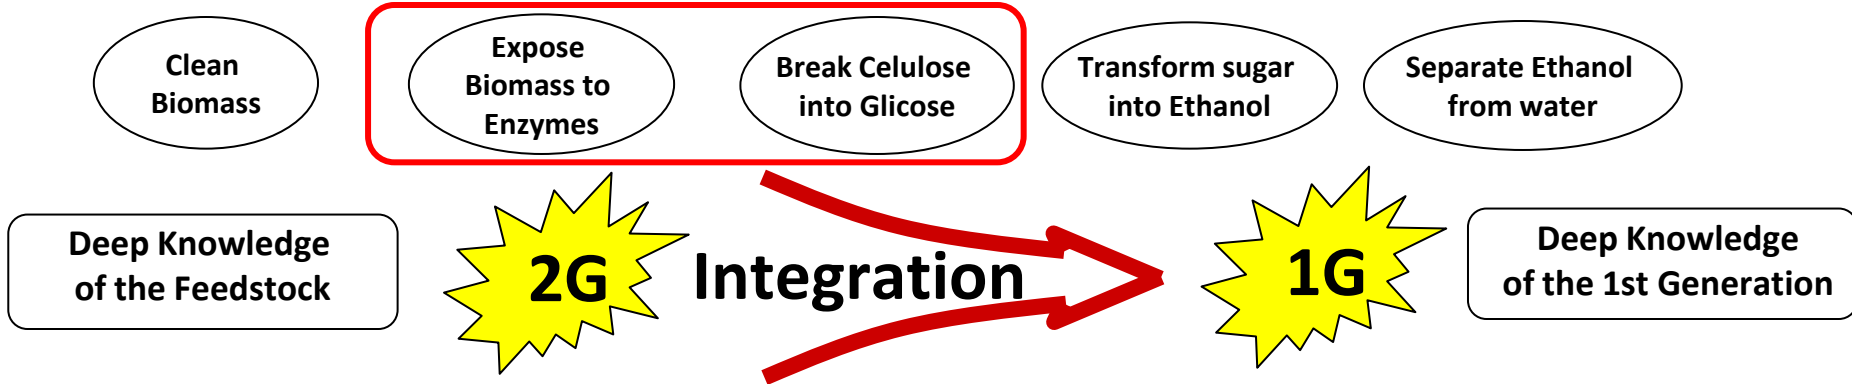 Clean
Biomass
Expose
Biomass to
Enzymes
Break Celulose
into Glicose
Transform sugar
into Ethanol
Separate Ethanol
from water
Deep Knowledge
of the Feedstock
2G
Integration
1G
Deep Knowledge
of the 1st Generation